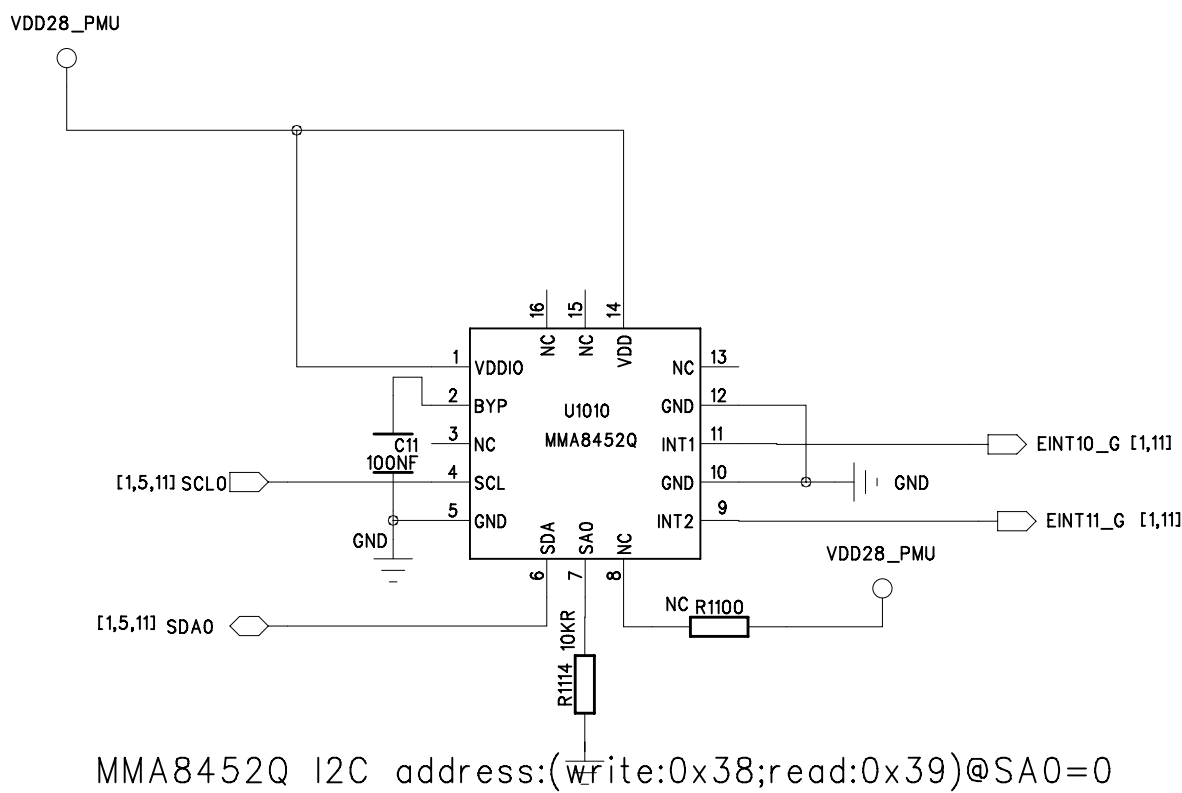 VDD28_PMU
16
15
14
NC
NC
VDD
1
VDDIO
NC
13
2
BYP
U1010
GND
12
C11
3
NC
MMA8452Q
INT1
11
EINT10_G [1,11]
100NF
[1,5,11] SCL0
4
SCL
GND
10
GND
5
GND
INT2
9
EINT11_G [1,11]
GND
SDA
SA0
NC
VDD28_PMU
6
7
8
NC R1100
[1,5,11] SDA0
10KR
R1114
MMA8452Q I2C address:(write:0x38;read:0x39)@SA0=0